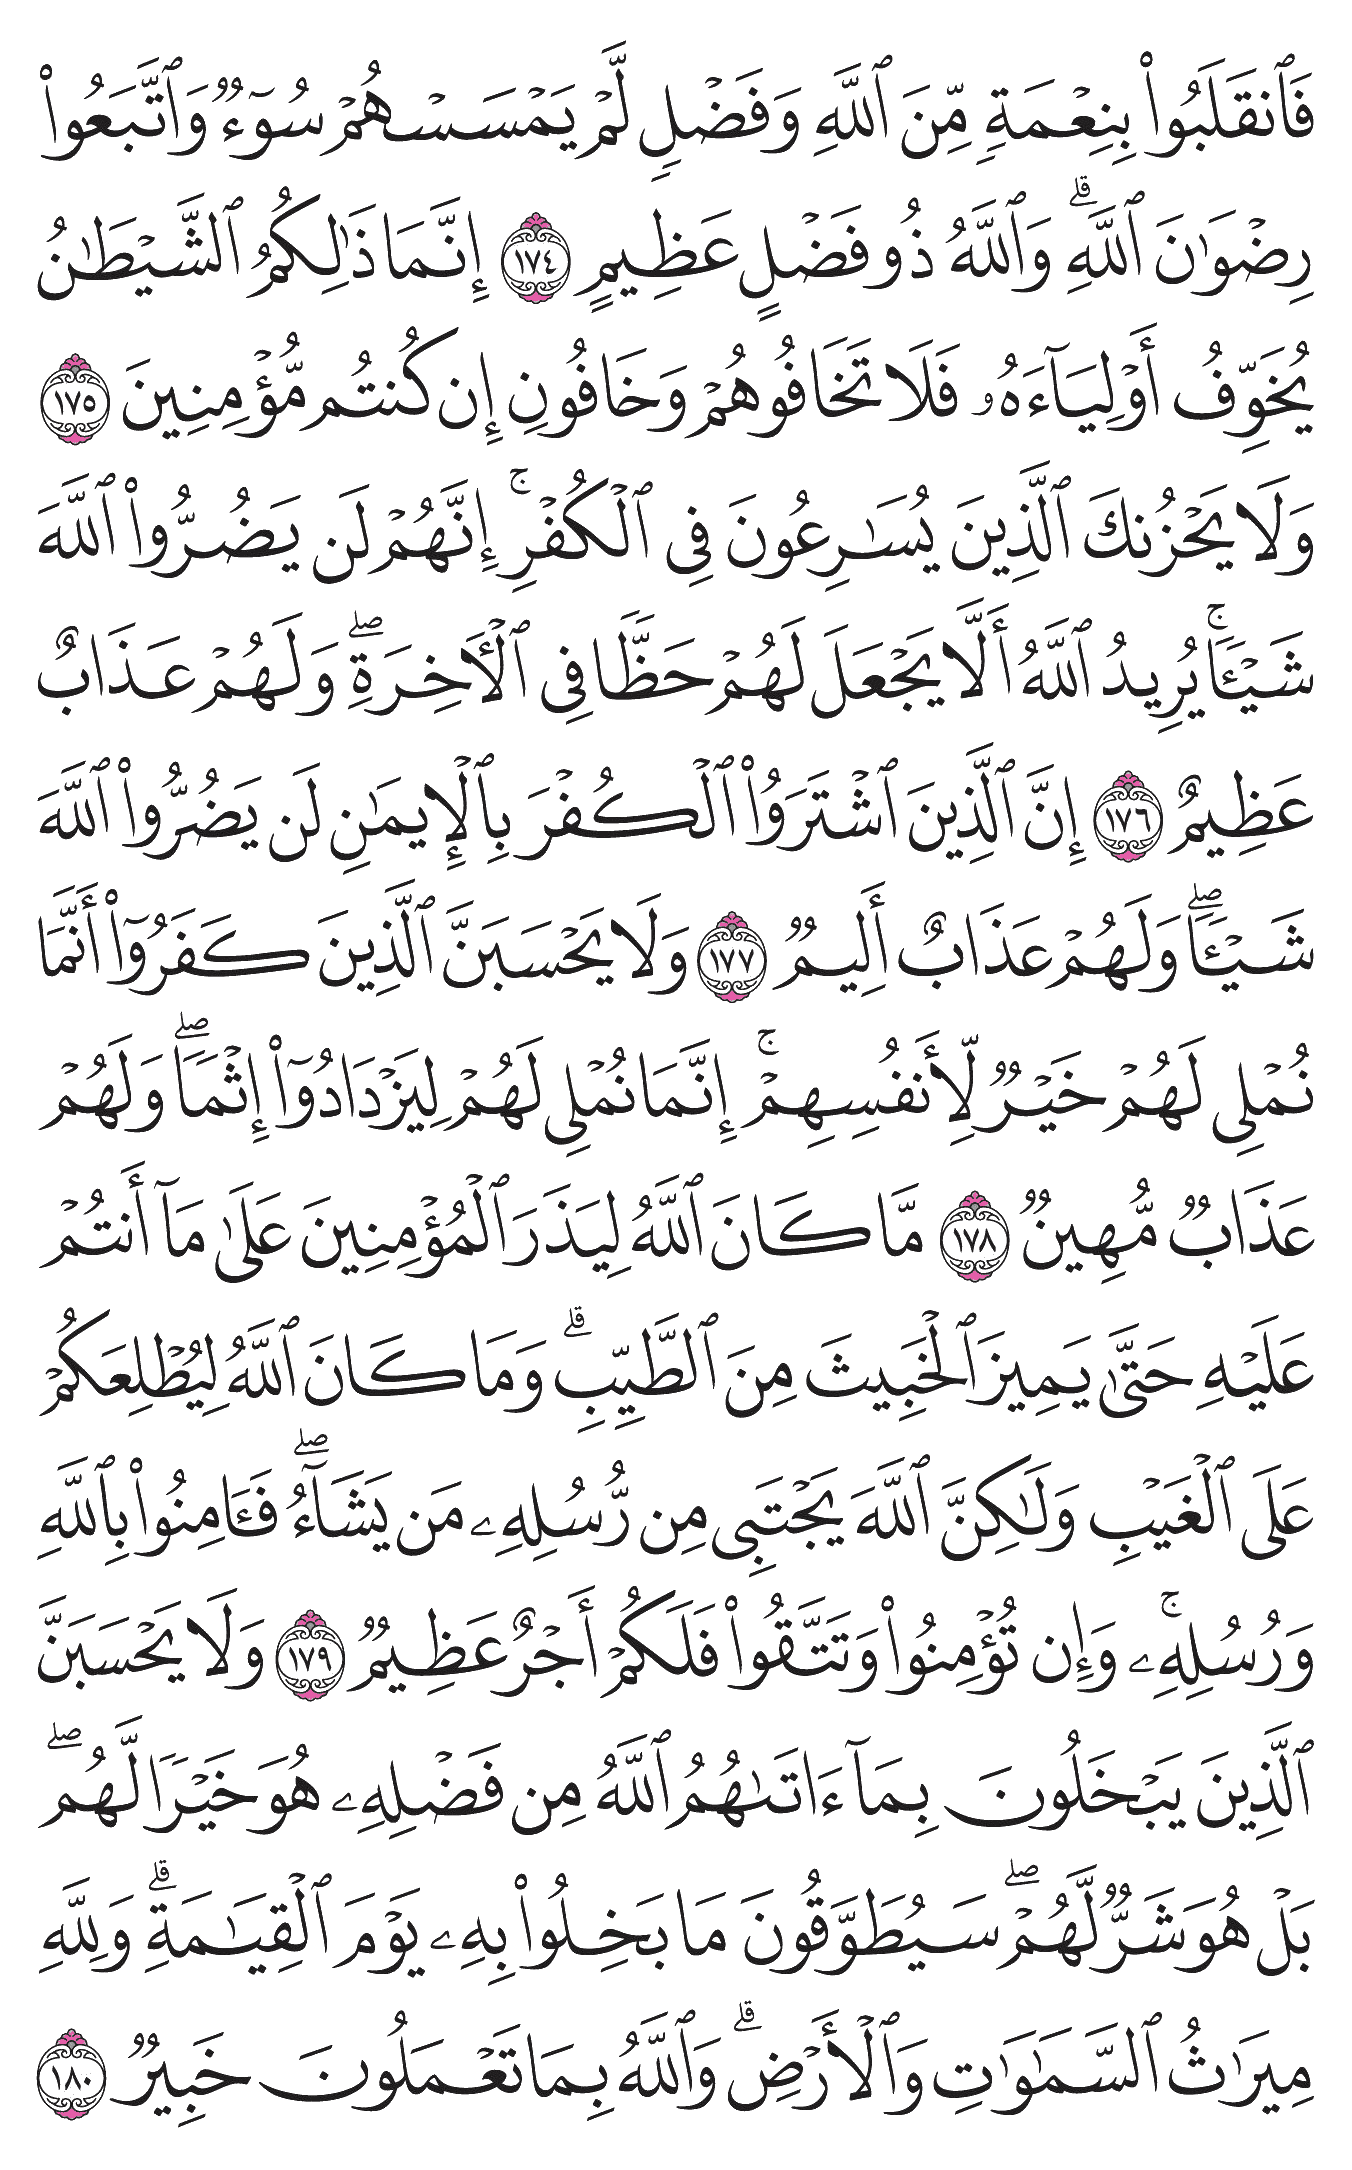 فَٱنقَلَبُواْ بِنِعۡمَةٖ مِّنَ ٱللَّهِ وَفَضۡلٖ لَّمۡ يَمۡسَسۡهُمۡ سُوٓءٞ وَٱتَّبَعُواْ
رِضۡوَٰنَ ٱللَّهِۗ وَٱللَّهُ ذُو فَضۡلٍ عَظِيمٍ ١٧٤ إِنَّمَا ذَٰلِكُمُ ٱلشَّيۡطَٰنُ
يُخَوِّفُ أَوۡلِيَآءَهُۥ فَلَا تَخَافُوهُمۡ وَخَافُونِ إِن كُنتُم مُّؤۡمِنِينَ ١٧٥
وَلَا يَحۡزُنكَ ٱلَّذِينَ يُسَٰرِعُونَ فِي ٱلۡكُفۡرِۚ إِنَّهُمۡ لَن يَضُرُّواْ ٱللَّهَ
شَيۡـٔٗاۚ يُرِيدُ ٱللَّهُ أَلَّا يَجۡعَلَ لَهُمۡ حَظّٗا فِي ٱلۡأٓخِرَةِۖ وَلَهُمۡ عَذَابٌ
عَظِيمٌ ١٧٦ إِنَّ ٱلَّذِينَ ٱشۡتَرَوُاْ ٱلۡكُفۡرَ بِٱلۡإِيمَٰنِ لَن يَضُرُّواْ ٱللَّهَ
شَيۡـٔٗاۖ وَلَهُمۡ عَذَابٌ أَلِيمٞ ١٧٧ وَلَا يَحۡسَبَنَّ ٱلَّذِينَ كَفَرُوٓاْ أَنَّمَا
نُمۡلِي لَهُمۡ خَيۡرٞ لِّأَنفُسِهِمۡۚ إِنَّمَا نُمۡلِي لَهُمۡ لِيَزۡدَادُوٓاْ إِثۡمٗاۖ وَلَهُمۡ
عَذَابٞ مُّهِينٞ ١٧٨ مَّا كَانَ ٱللَّهُ لِيَذَرَ ٱلۡمُؤۡمِنِينَ عَلَىٰ مَآ أَنتُمۡ
عَلَيۡهِ حَتَّىٰ يَمِيزَ ٱلۡخَبِيثَ مِنَ ٱلطَّيِّبِۗ وَمَا كَانَ ٱللَّهُ لِيُطۡلِعَكُمۡ
عَلَى ٱلۡغَيۡبِ وَلَٰكِنَّ ٱللَّهَ يَجۡتَبِي مِن رُّسُلِهِۦ مَن يَشَآءُۖ فَـَٔامِنُواْ بِٱللَّهِ
وَرُسُلِهِۦۚ وَإِن تُؤۡمِنُواْ وَتَتَّقُواْ فَلَكُمۡ أَجۡرٌ عَظِيمٞ ١٧٩ وَلَا يَحۡسَبَنَّ
ٱلَّذِينَ يَبۡخَلُونَ بِمَآ ءَاتَىٰهُمُ ٱللَّهُ مِن فَضۡلِهِۦ هُوَ خَيۡرٗا لَّهُمۖ
بَلۡ هُوَ شَرّٞ لَّهُمۡۖ سَيُطَوَّقُونَ مَا بَخِلُواْ بِهِۦ يَوۡمَ ٱلۡقِيَٰمَةِۗ وَلِلَّهِ
مِيرَٰثُ ٱلسَّمَٰوَٰتِ وَٱلۡأَرۡضِۗ وَٱللَّهُ بِمَا تَعۡمَلُونَ خَبِيرٞ ١٨٠